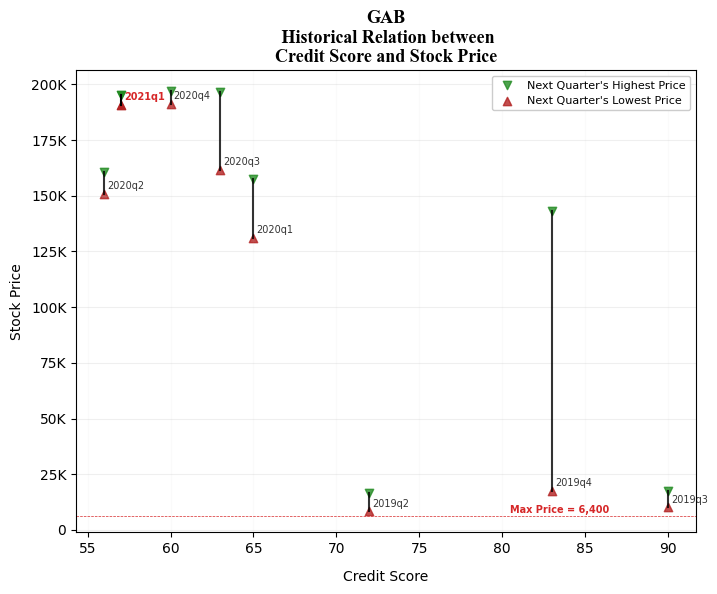 GAB
Historical Relation between
Credit Score and Stock Price
Next Quarter's Highest Price
Next Quarter's Lowest Price
Stock Price
200K
175K
150K
125K
100K
75K
50K
25K
0
2021q1
2020q4
2020q3
2020q2
2020q1
2019q4
2019q3
2019q2
Max Price = 6,400
55 60 65 70 75 80 85 90
Credit Score